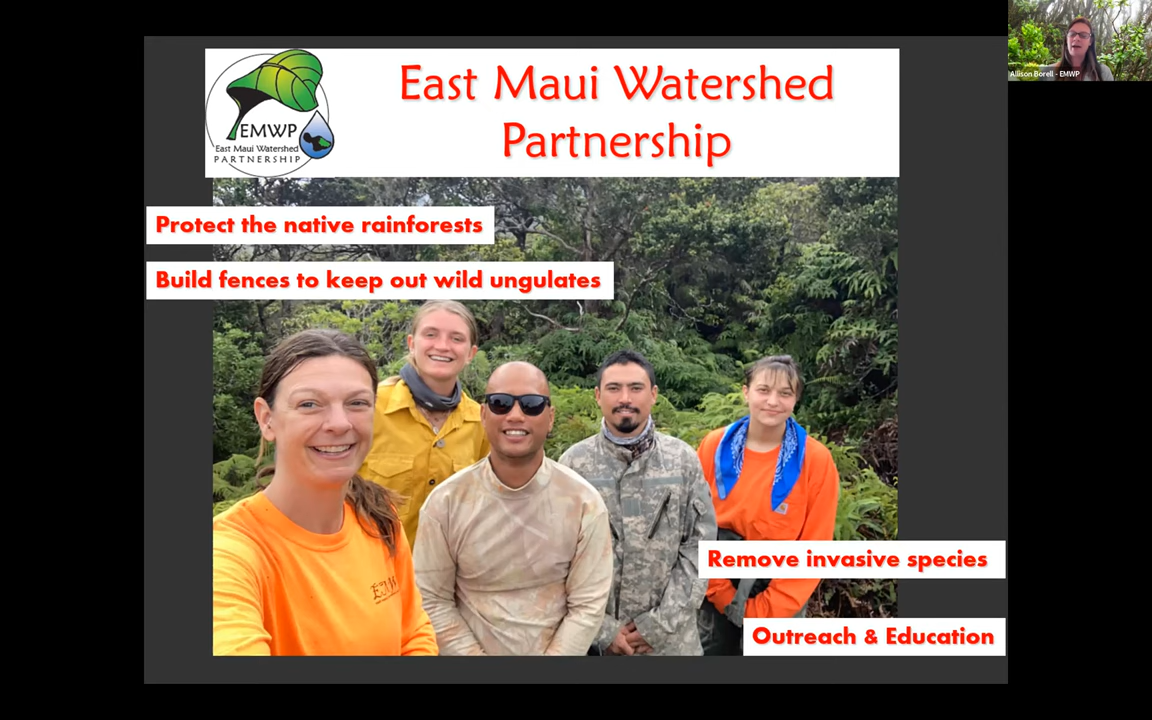 East Maui Watershed
Partnership
EMWP
East Maui Watershed
PARTNERSHIP
Allison Borell - EMWP
Protect the native rainforests
Build fences to keep out wild ungulates
Remove invasive species
Outreach & Education